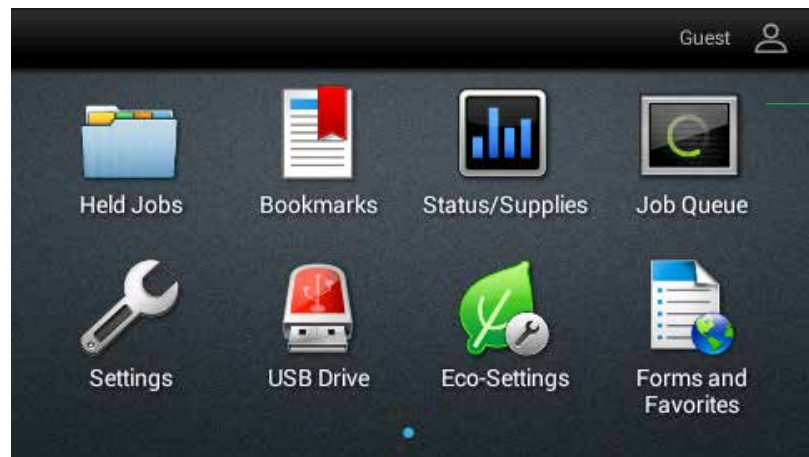 Guest
Held Jobs
Bookmarks
Status/Supplies
Job Queue
Settings
USB Drive
Eco-Settings
Forms and
Favorites